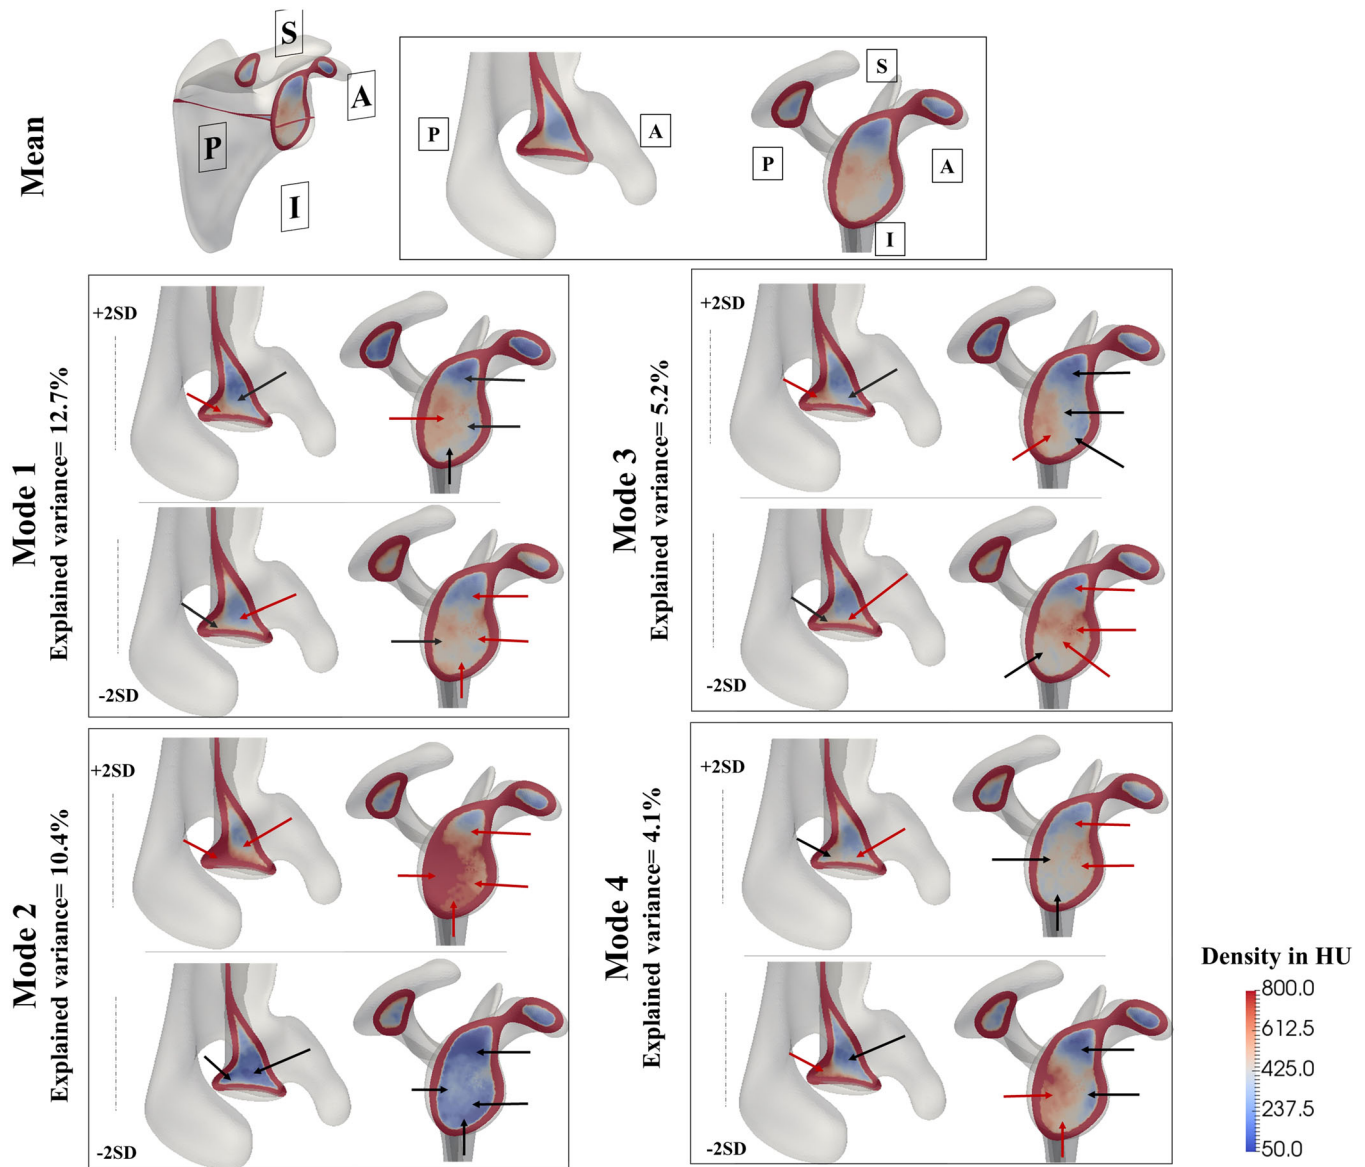 Mean
S
A
P
I
S
P
A
P
A
I
Mode 1
Explained variance= 12.7%
+2SD
-2SD
Mode 3
Explained variance= 5.2%
+2SD
-2SD
Mode 2
Explained variance= 10.4%
+2SD
-2SD
Mode 4
Explained variance= 4.1%
+2SD
-2SD
Density in HU
800.0
612.5
425.0
237.5
50.0